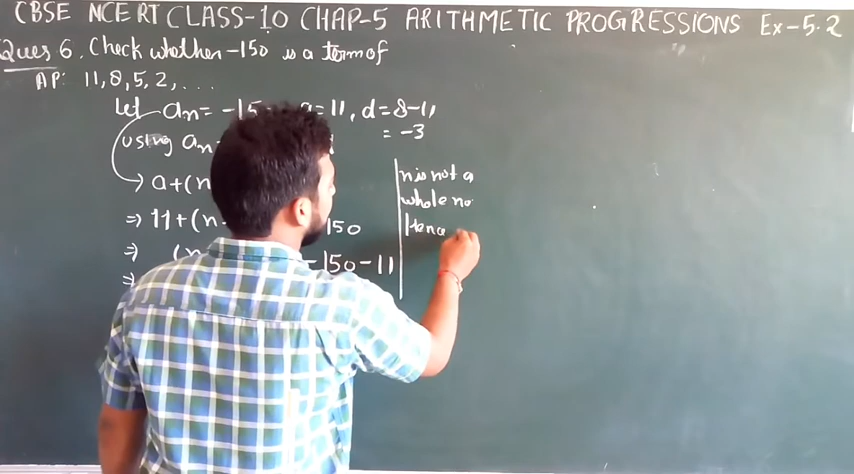 CBSE NCERT CLASS-10 CHAP-5 ARITHMETIC PROGRESSIONS Ex-5.2
Ques 6. Check whether -150 is a term of
AP: 11, 8, 5, 2, ...
Let an = -15 a = 11, d = 8-11
= -3
using an
a+(n
⇒ 11+(n- 150
⇒ (n -150-11
⇒
n is not a
whole no.
Henc